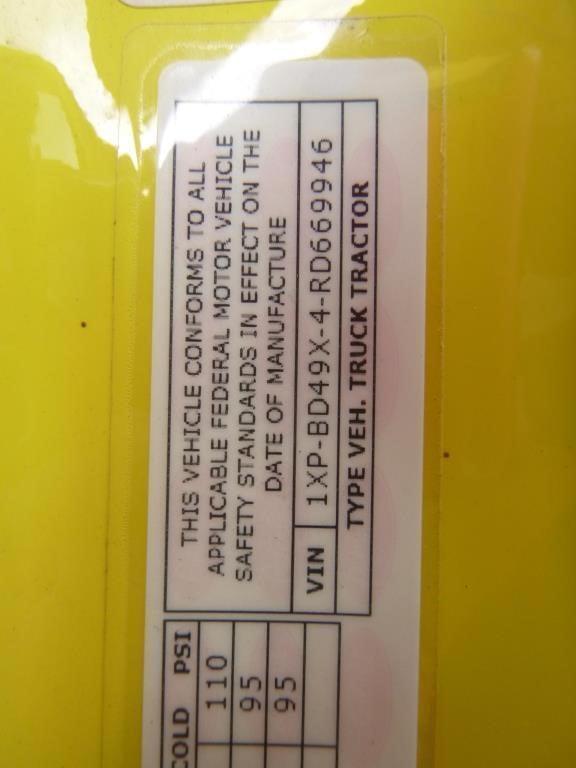 THIS VEHICLE CONFORMS TO ALL
APPLICABLE FEDERAL MOTOR VEHICLE
SAFETY STANDARDS IN EFFECT ON THE
DATE OF MANUFACTURE
VIN 1XP-BD49X-4-RD669946
TYPE VEH. TRUCK TRACTOR
COLD PSI
110
95
95